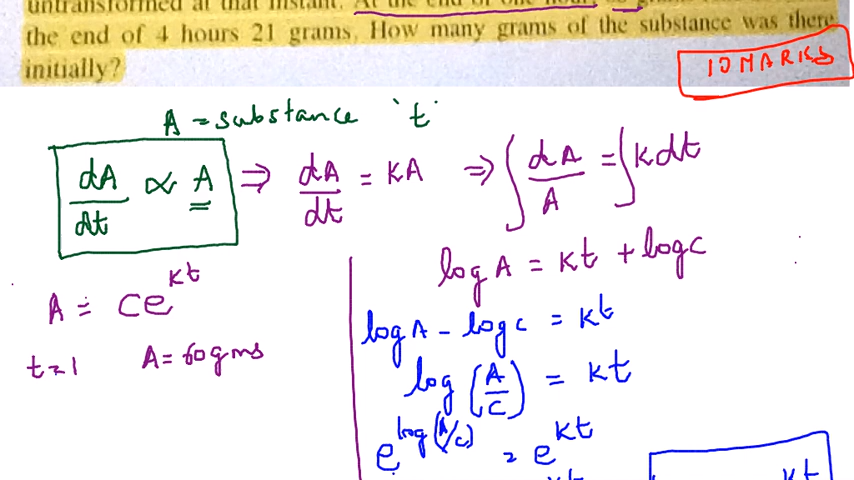 untransformed at that instant. At the end of one hour,
the end of 4 hours 21 grams. How many grams of the substance was there
initially?
10 MARKS
A = substance 't'
dA/dt ∝ A ⇒ dA/dt = KA ⇒ ∫ dA/A = ∫ K dt
log A = Kt + log C
A = Ce^Kt
log A - log C = Kt
t = 1 A = 60 gms
log (A/C) = Kt
e^log(A/C) = e^Kt
Kt